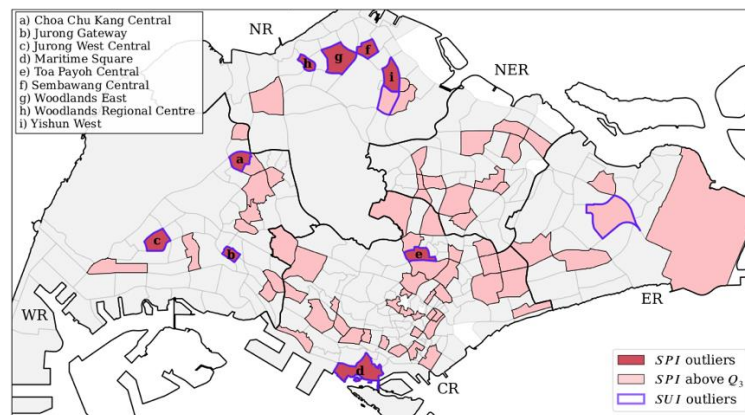 a) Choa Chu Kang Central
b) Jurong Gateway
c) Jurong West Central
d) Maritime Square
e) Toa Payoh Central
f) Sembawang Central
g) Woodlands East
h) Woodlands Regional Centre
i) Yishun West
NR
f
g
h
i
NER
a
c
b
e
WR
ER
d
CR
SPI outliers
SPI above Q₃
SUI outliers